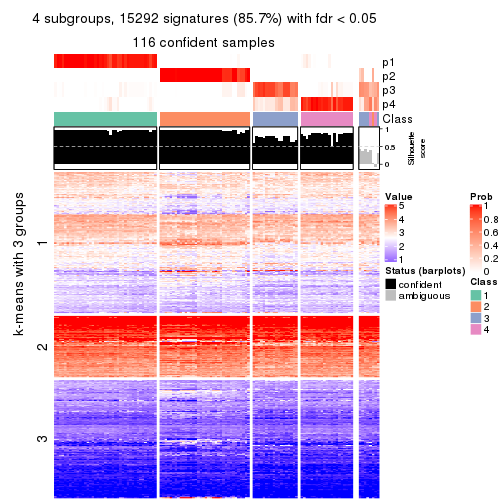 4 subgroups, 15292 signatures (85.7%) with fdr < 0.05
116 confident samples
p1
p2
p3
p4
Class
1
0.5
0
Silhouette
score
k-means with 3 groups
1
2
3
Value
5
4
3
2
1
Status (barplots)
confident
ambiguous
Prob
1
0.8
0.6
0.4
0.2
0
Class
1
2
3
4